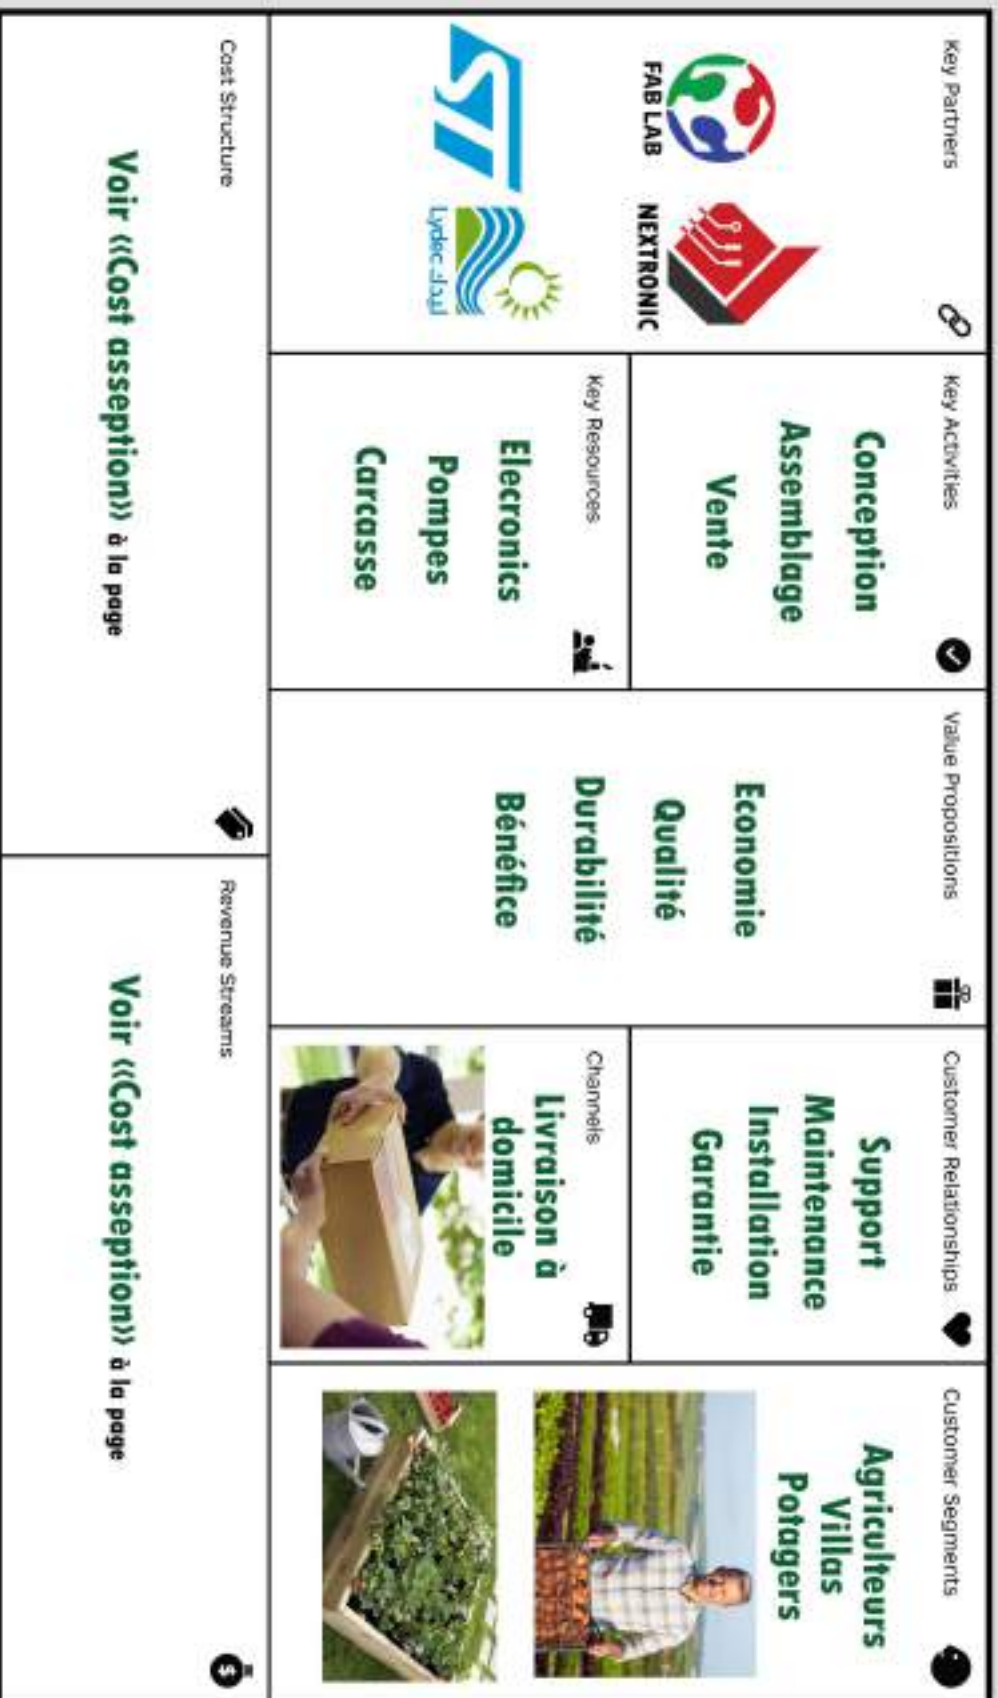 Key Partners
FAB LAB
NEXTRONIC
ST
Lydec ليدك
Key Activities
Conception
Assemblage
Vente
Key Resources
Elecronics
Pompes
Carcasse
Value Propositions
Economie
Qualité
Durabilité
Bénéfice
Customer Relationships
Support
Maintenance
Installation
Garantie
Channels
Livraison à
domicile
Customer Segments
Agriculteurs
Villas
Potagers
Cost Structure
Voir «Cost asseption» à la page
Revenue Streams
Voir «Cost asseption» à la page